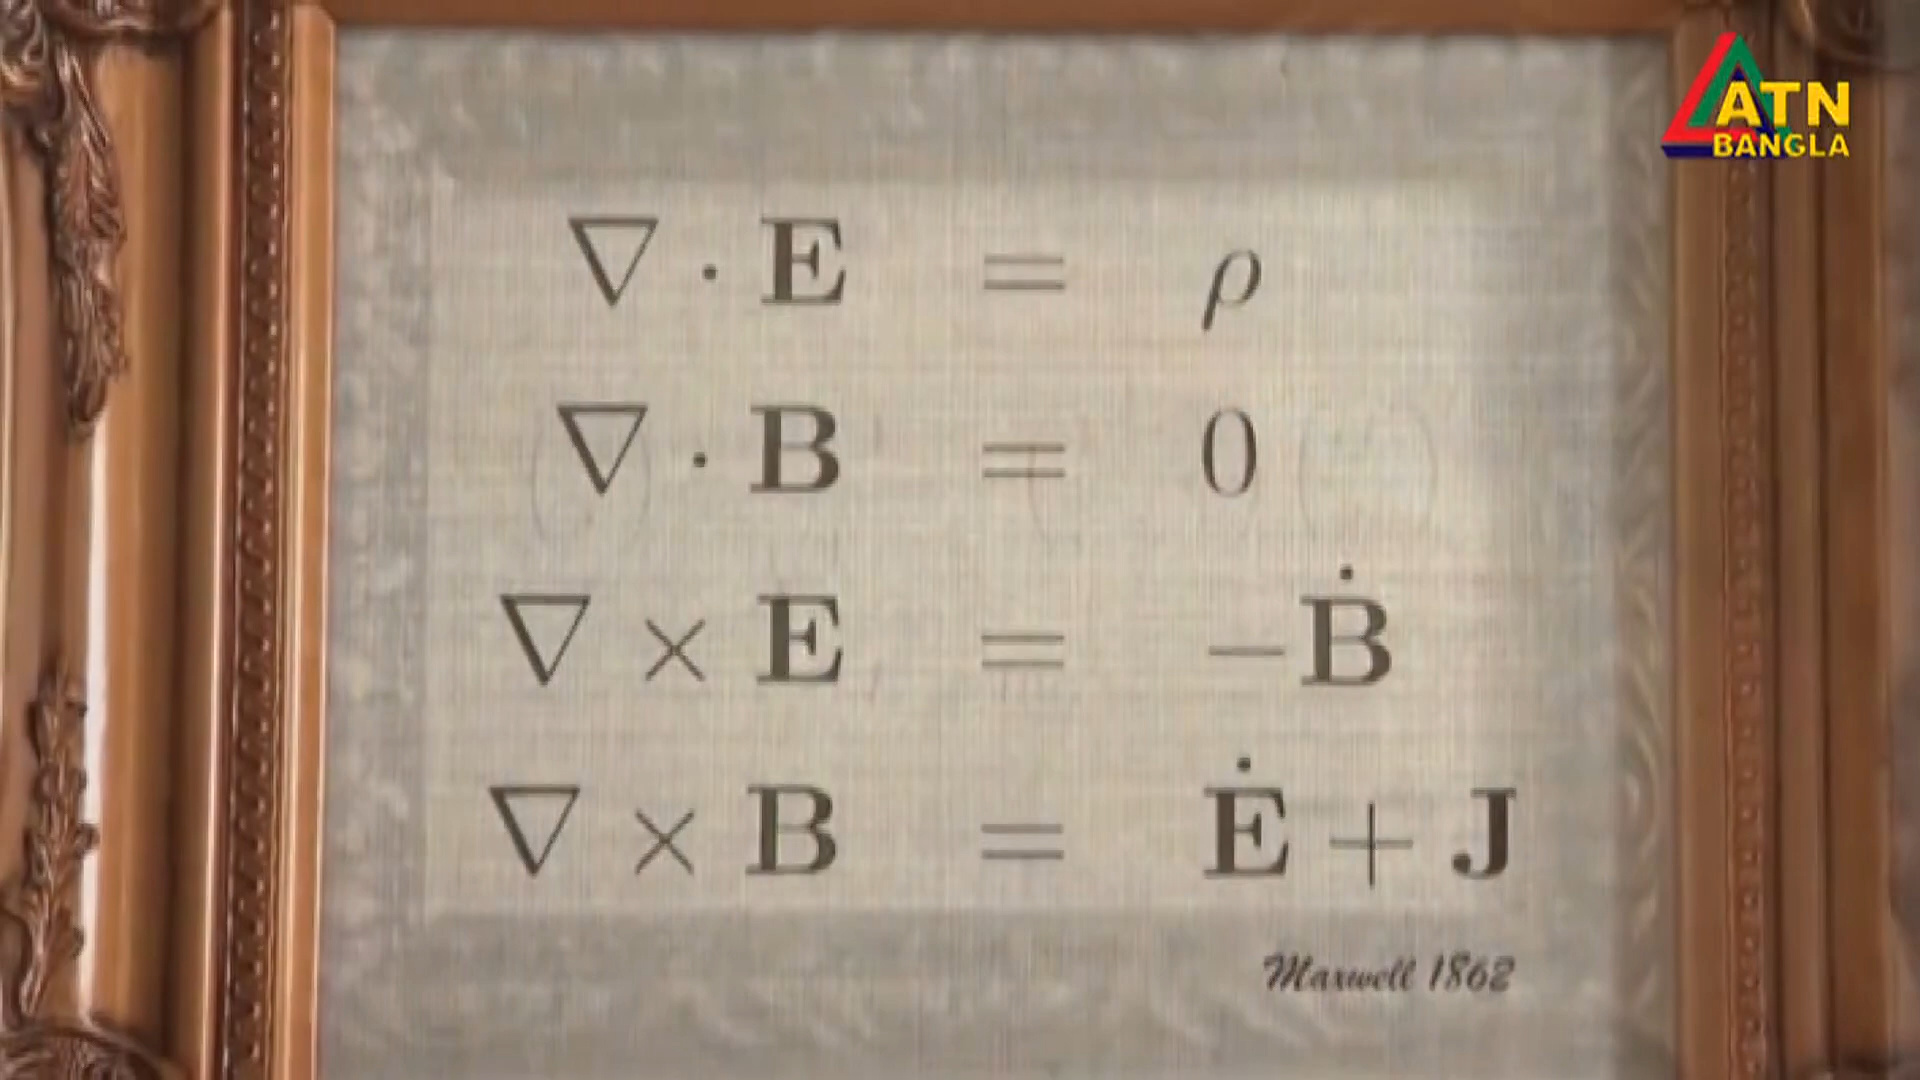 ATN
BANGLA
∇ · E = ρ
∇ · B = 0
∇ × E = −Ḃ
∇ × B = Ė + J
Maxwell 1862